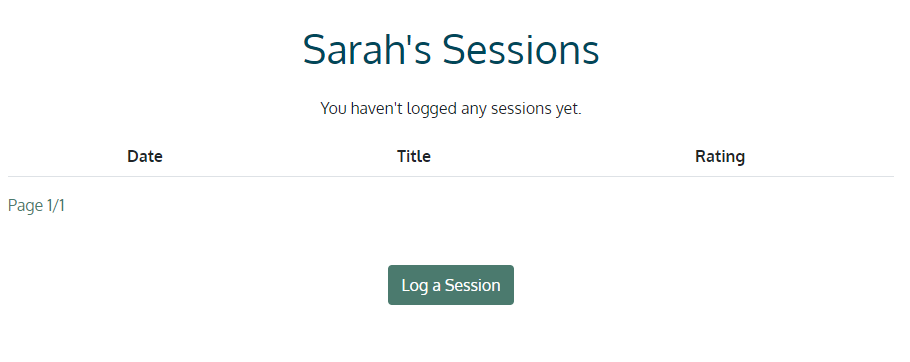 Sarah's Sessions
You haven't logged any sessions yet.
Date Title Rating
Page 1/1
Log a Session